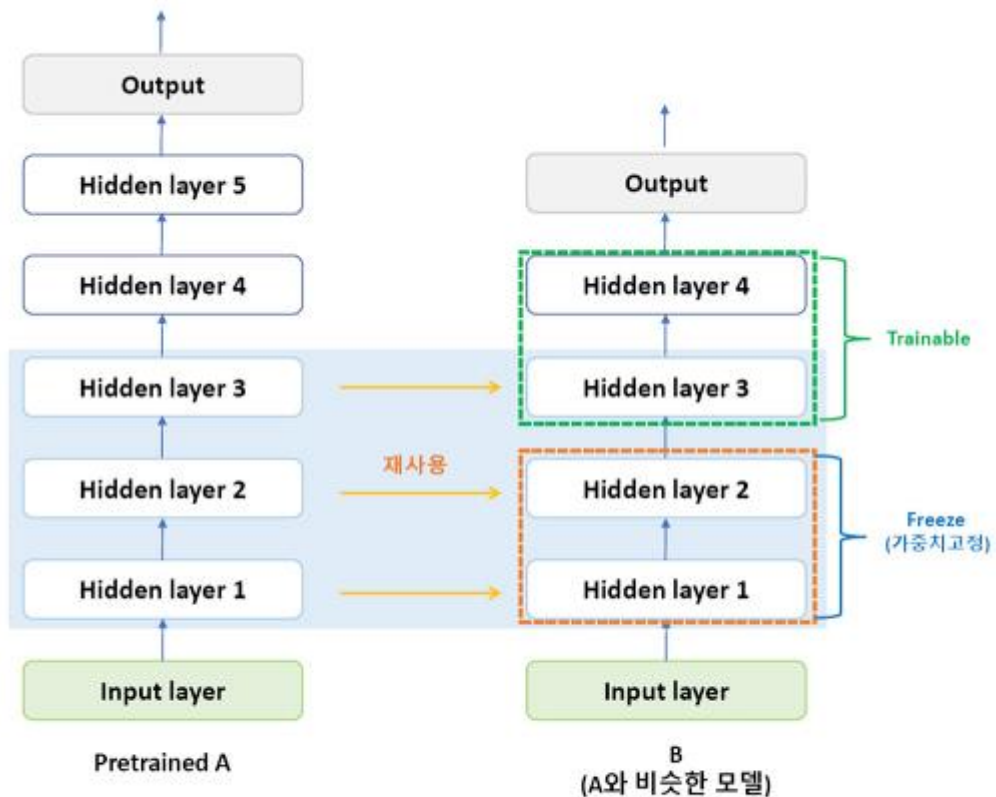 Output
Hidden layer 5
Hidden layer 4
Hidden layer 3
Hidden layer 2
Hidden layer 1
Input layer
Pretrained A
재사용
Output
Hidden layer 4
Hidden layer 3
Hidden layer 2
Hidden layer 1
Input layer
B
(A와 비슷한 모델)
Trainable
Freeze
(가중치고정)